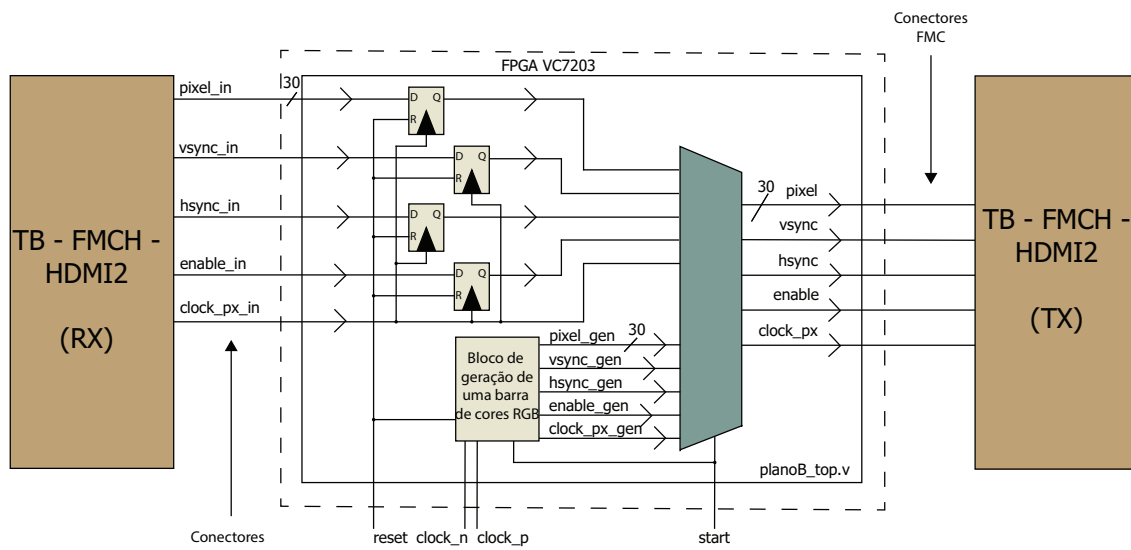 Conectores
FMC
FPGA VC7203
pixel_in
30
vsync_in
hsync_in
enable_in
clock_px_in
TB - FMCH -
HDMI2
(RX)
D Q
R
D Q
R
D Q
R
D Q
R
30
pixel
vsync
hsync
enable
clock_px
TB - FMCH -
HDMI2
(TX)
Bloco de
geração de
uma barra
de cores RGB
pixel_gen
30
vsync_gen
hsync_gen
enable_gen
clock_px_gen
planoB_top.v
Conectores
reset
clock_n
clock_p
start